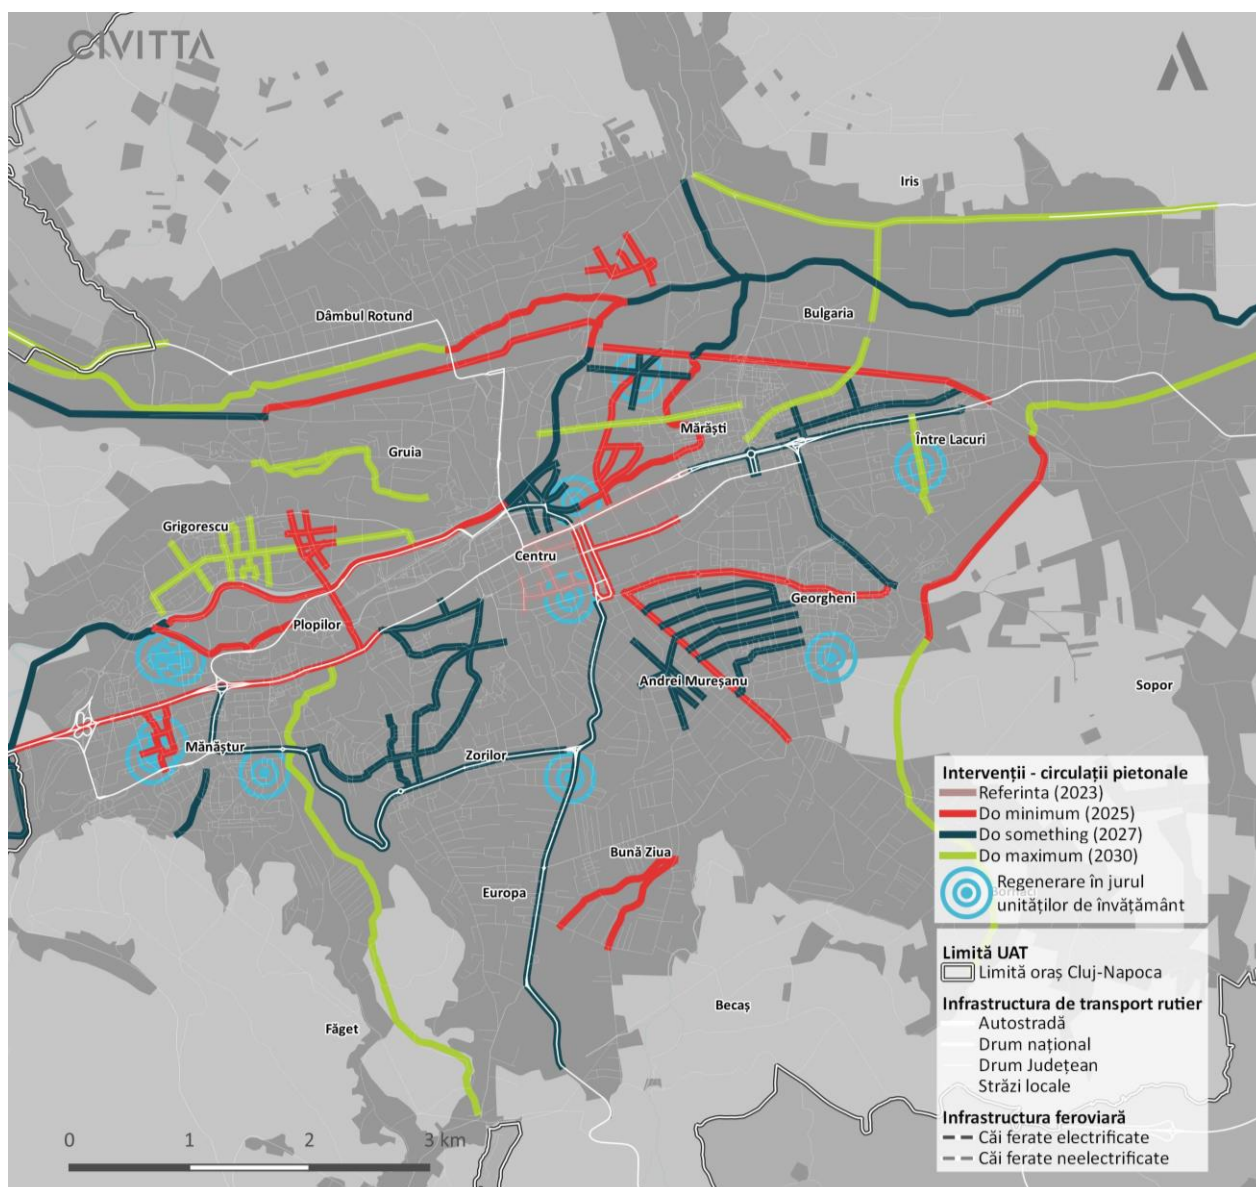 CIVITTA
Iris
Dâmbul Rotund
Bulgaria
Mărăști
Între Lacuri
Gruia
Grigorescu
Centru
Georgheni
Plopilor
Andrei Mureșanu
Sopor
Mănăștur
Zorilor
Bună Ziua
Europa
Becaș
Făget
0 1 2 3 km
Intervenții - circulații pietonale
Referinta (2023)
Do minimum (2025)
Do something (2027)
Do maximum (2030)
Regenerare în jurul
unităților de învățământ
Limită UAT
Limită oraș Cluj-Napoca
Infrastructura de transport rutier
Autostradă
Drum național
Drum Județean
Străzi locale
Infrastructura feroviară
Căi ferate electrificate
Căi ferate neelectrificate